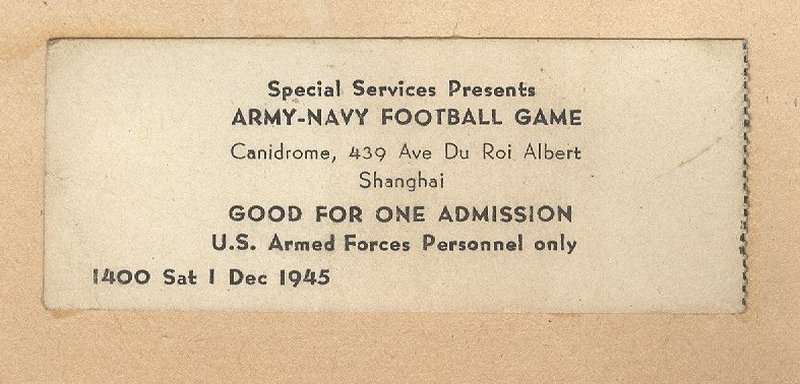 Special Services Presents
ARMY-NAVY FOOTBALL GAME
Canidrome, 439 Ave Du Roi Albert
Shanghai
GOOD FOR ONE ADMISSION
U.S. Armed Forces Personnel only
1400 Sat 1 Dec 1945